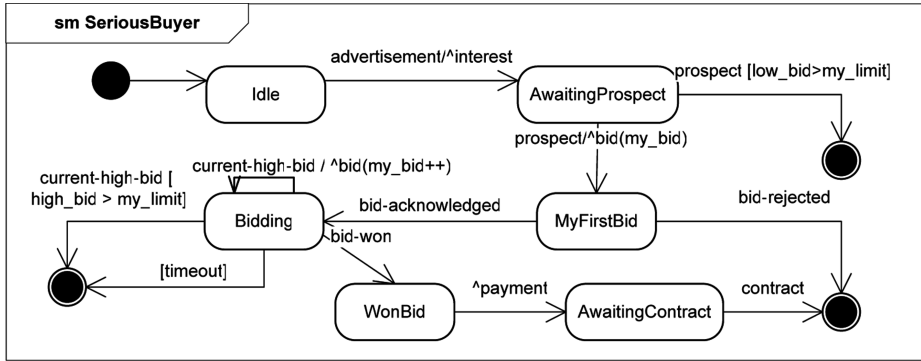 sm SeriousBuyer
advertisement/^interest
prospect [low_bid>my_limit]
Idle
AwaitingProspect
prospect/^bid(my_bid)
current-high-bid / ^bid(my_bid++)
current-high-bid [
high_bid > my_limit]
bid-acknowledged
bid-rejected
Bidding
MyFirstBid
bid-won
[timeout]
^payment
contract
WonBid
AwaitingContract